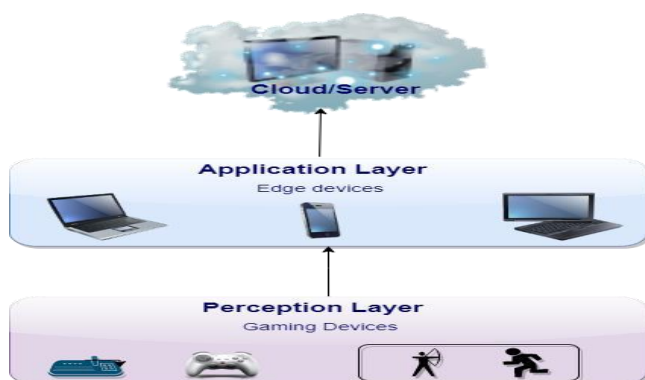 Cloud/Server
Application Layer
Edge devices
Perception Layer
Gaming Devices